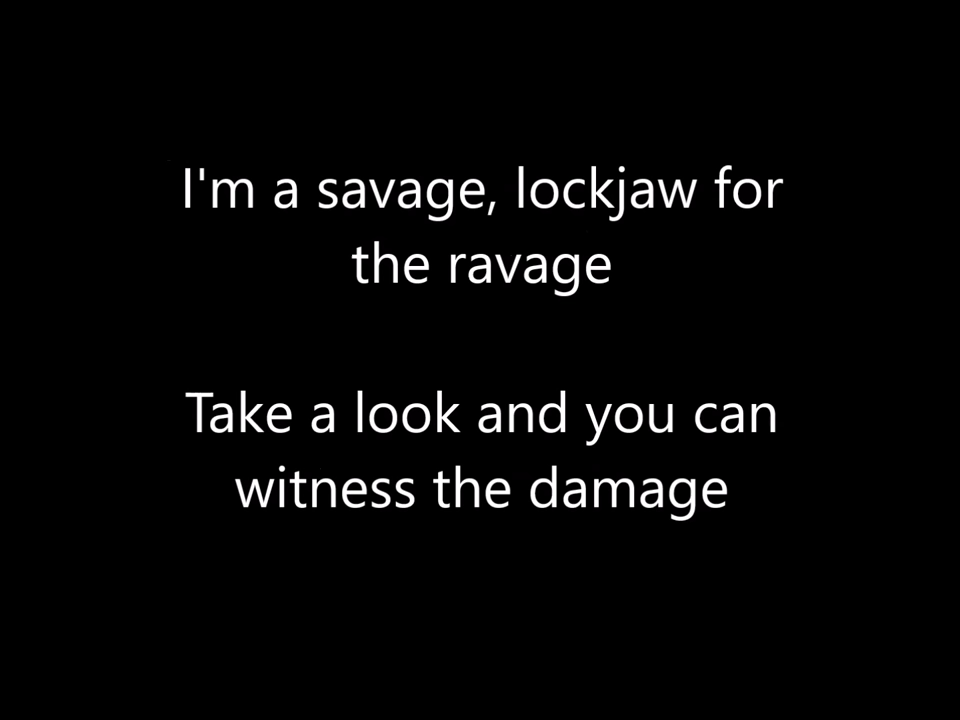 I'm a savage, lockjaw for
the ravage
Take a look and you can
witness the damage